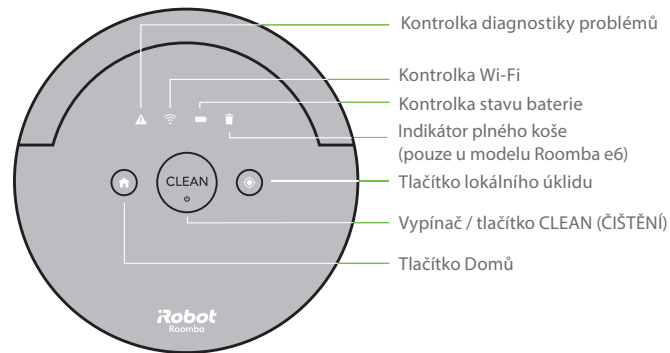 Kontrolka diagnostiky problémů
Kontrolka Wi-Fi
Kontrolka stavu baterie
Indikátor plného koše
(pouze u modelu Roomba e6)
Tlačítko lokálního úklidu
Vypínač / tlačítko CLEAN (ČIŠTĚNÍ)
Tlačítko Domů
CLEAN
iRobot
Roomba